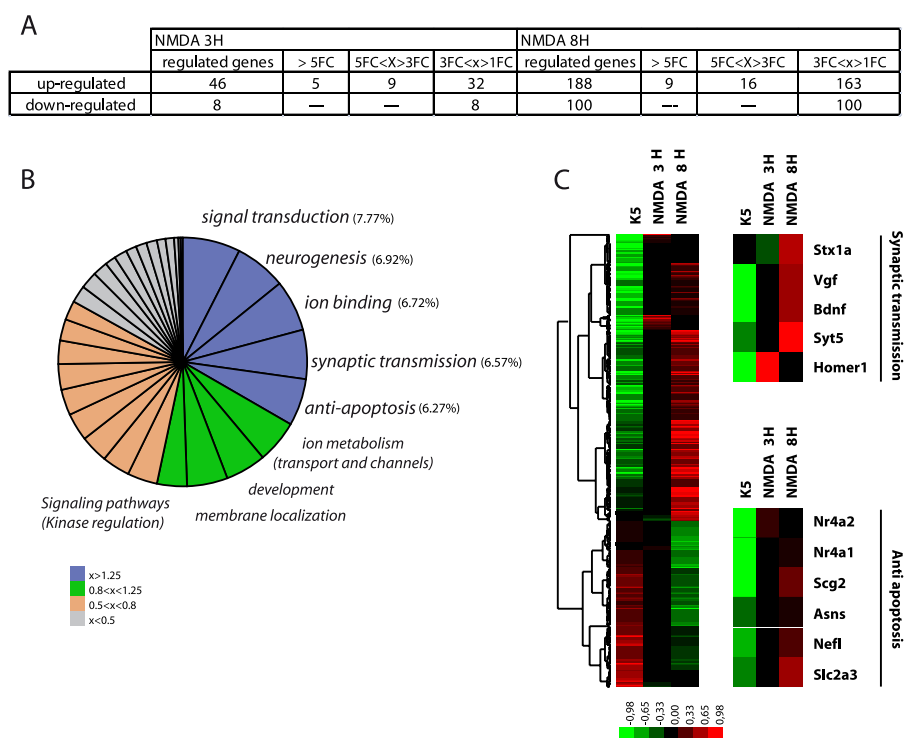 A
NMDA 3H NMDA 8H
regulated genes > 5FC 5FC<X>3FC 3FC<x>1FC regulated genes > 5FC 5FC<X>3FC 3FC<x>1FC
up-regulated 46 5 9 32 188 9 16 163
down-regulated 8 — — 8 100 -- — 100
B
signal transduction (7.77%)
neurogenesis (6.92%)
ion binding (6.72%)
synaptic transmission (6.57%)
anti-apoptosis (6.27%)
ion metabolism
(transport and channels)
development
membrane localization
Signaling pathways
(Kinase regulation)
x>1.25
0.8<x<1.25
0.5<x<0.8
x<0.5
C
K5 NMDA 3H NMDA 8H
-0,98 -0,65 -0,33 0,00 0,33 0,65 0,98
K5 NMDA 3H NMDA 8H
Stx1a
Vgf
Bdnf
Syt5
Homer1
Synaptic transmission
K5 NMDA 3H NMDA 8H
Nr4a2
Nr4a1
Scg2
Asns
Nefl
Slc2a3
Anti apoptosis